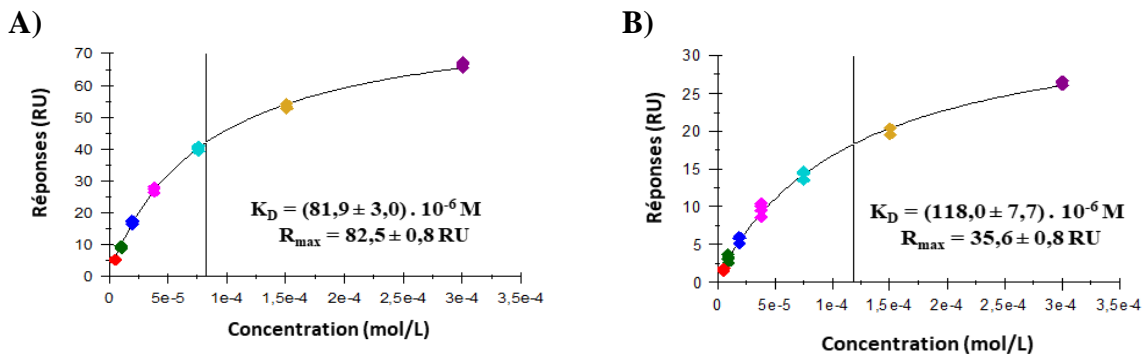 A)
70
60
50
40
30
20
10
0
Réponses (RU)
K_D = (81,9 ± 3,0) . 10⁻⁶ M
R_max = 82,5 ± 0,8 RU
0 5e-5 1e-4 1,5e-4 2e-4 2,5e-4 3e-4 3,5e-4
Concentration (mol/L)
B)
30
25
20
15
10
5
0
Réponses (RU)
K_D = (118,0 ± 7,7) . 10⁻⁶ M
R_max = 35,6 ± 0,8 RU
0 5e-5 1e-4 1,5e-4 2e-4 2,5e-4 3e-4 3,5e-4
Concentration (mol/L)